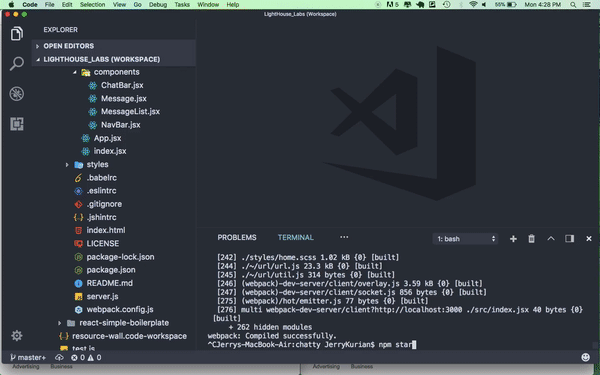 Code File Edit Selection View Go Debug Tasks Window Help
5
55% Mon 4:28 PM
LightHouse_Labs (Workspace)
EXPLORER
OPEN EDITORS
LIGHTHOUSE_LABS (WORKSPACE)
components
ChatBar.jsx
Message.jsx
MessageList.jsx
NavBar.jsx
App.jsx
index.jsx
styles
.babelrc
.eslintrc
.gitignore
.jshintrc
index.html
LICENSE
package-lock.json
package.json
README.md
server.js
webpack.config.js
react-simple-boilerplate
resource-wall.code-workspace
test.js
PROBLEMS TERMINAL ··· 1: bash
[242] ./styles/home.scss 1.02 kB {0} [built]
[244] ./~/url/url.js 23.3 kB {0} [built]
[245] ./~/url/util.js 314 bytes {0} [built]
[246] (webpack)-dev-server/client/overlay.js 3.59 kB {0} [built]
[247] (webpack)-dev-server/client/socket.js 856 bytes {0} [built]
[275] (webpack)/hot/emitter.js 77 bytes {0} [built]
[276] multi webpack-dev-server/client?http://localhost:3000 ./src/index.jsx 40 bytes {0}
[built]
+ 262 hidden modules
webpack: Compiled successfully.
^CJerrys-MacBook-Air:chatty JerryKurian$ npm star
master+ 0 0
Advertising Business
Advertising Business